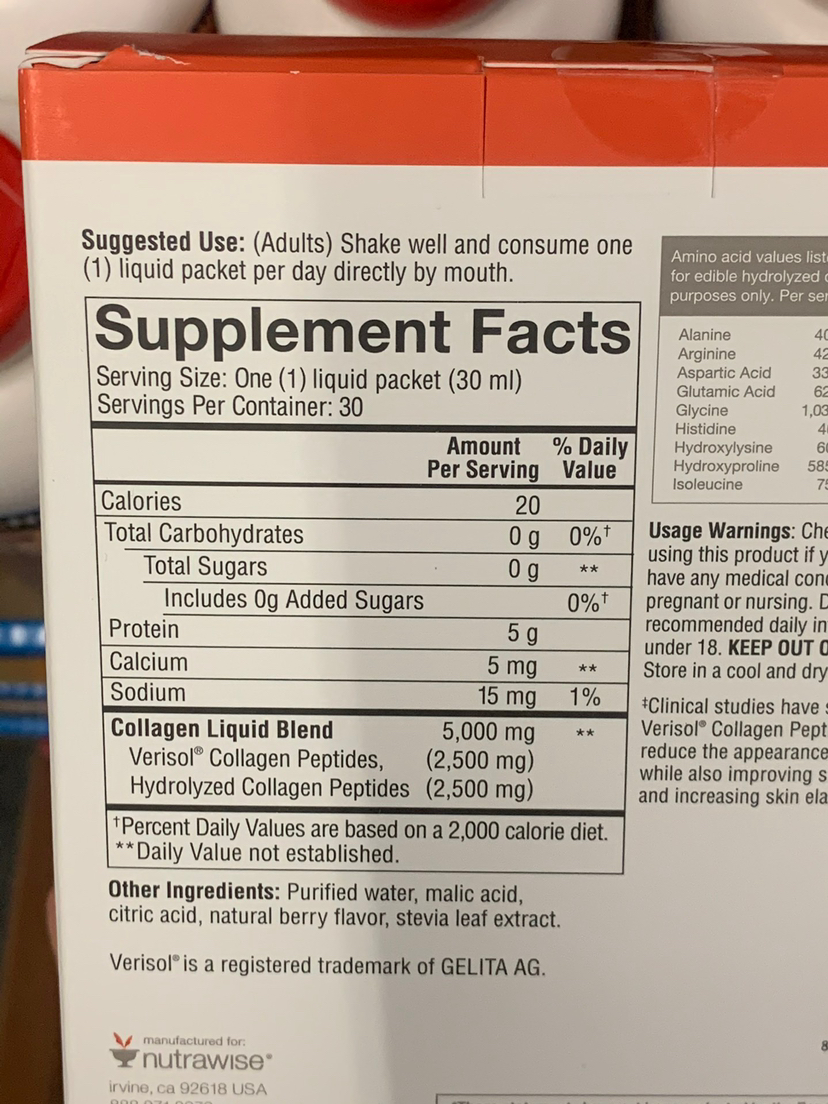 Suggested Use: (Adults) Shake well and consume one
(1) liquid packet per day directly by mouth.
Supplement Facts
Serving Size: One (1) liquid packet (30 ml)
Servings Per Container: 30
Amount Per Serving % Daily Value
Calories 20
Total Carbohydrates 0 g 0%†
Total Sugars 0 g **
Includes 0g Added Sugars 0%†
Protein 5 g
Calcium 5 mg **
Sodium 15 mg 1%
Collagen Liquid Blend 5,000 mg **
Verisol® Collagen Peptides, (2,500 mg)
Hydrolyzed Collagen Peptides (2,500 mg)
†Percent Daily Values are based on a 2,000 calorie diet.
**Daily Value not established.
Other Ingredients: Purified water, malic acid,
citric acid, natural berry flavor, stevia leaf extract.
Verisol® is a registered trademark of GELITA AG.
manufactured for:
nutrawise®
irvine, ca 92618 USA
Amino acid values
for edible hydrolyzed
purposes only. Per
Alanine
Arginine
Aspartic Acid
Glutamic Acid
Glycine
Histidine
Hydroxylysine
Hydroxyproline
Isoleucine
Usage Warnings:
using this product if
have any medical
pregnant or nursing.
recommended daily
under 18. KEEP OUT
Store in a cool and dry
‡Clinical studies have
Verisol® Collagen
reduce the appearance
while also improving
and increasing skin